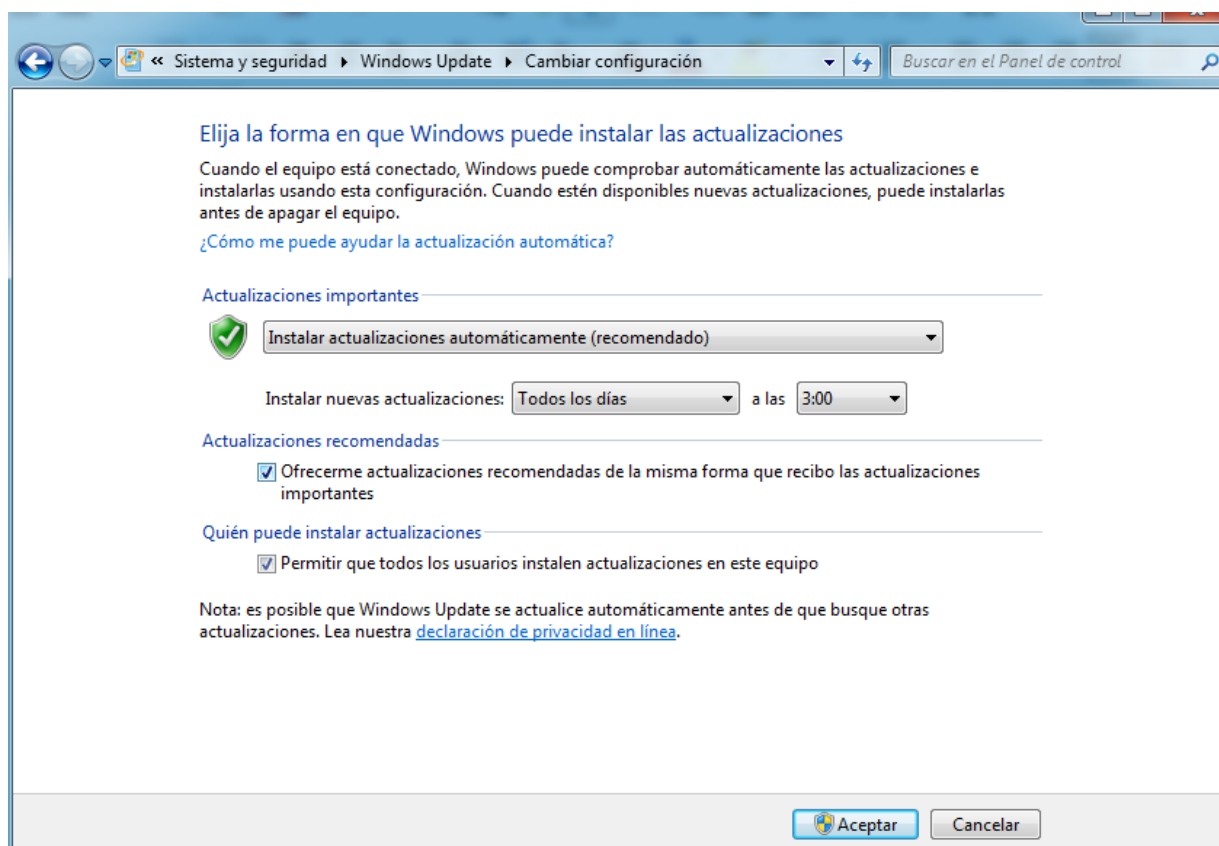 « Sistema y seguridad ▸ Windows Update ▸ Cambiar configuración
Buscar en el Panel de control
Elija la forma en que Windows puede instalar las actualizaciones
Cuando el equipo está conectado, Windows puede comprobar automáticamente las actualizaciones e
instalarlas usando esta configuración. Cuando estén disponibles nuevas actualizaciones, puede instalarlas
antes de apagar el equipo.
¿Cómo me puede ayudar la actualización automática?
Actualizaciones importantes
Instalar actualizaciones automáticamente (recomendado)
Instalar nuevas actualizaciones: Todos los días a las 3:00
Actualizaciones recomendadas
Ofrecerme actualizaciones recomendadas de la misma forma que recibo las actualizaciones
importantes
Quién puede instalar actualizaciones
Permitir que todos los usuarios instalen actualizaciones en este equipo
Nota: es posible que Windows Update se actualice automáticamente antes de que busque otras
actualizaciones. Lea nuestra declaración de privacidad en línea.
Aceptar
Cancelar